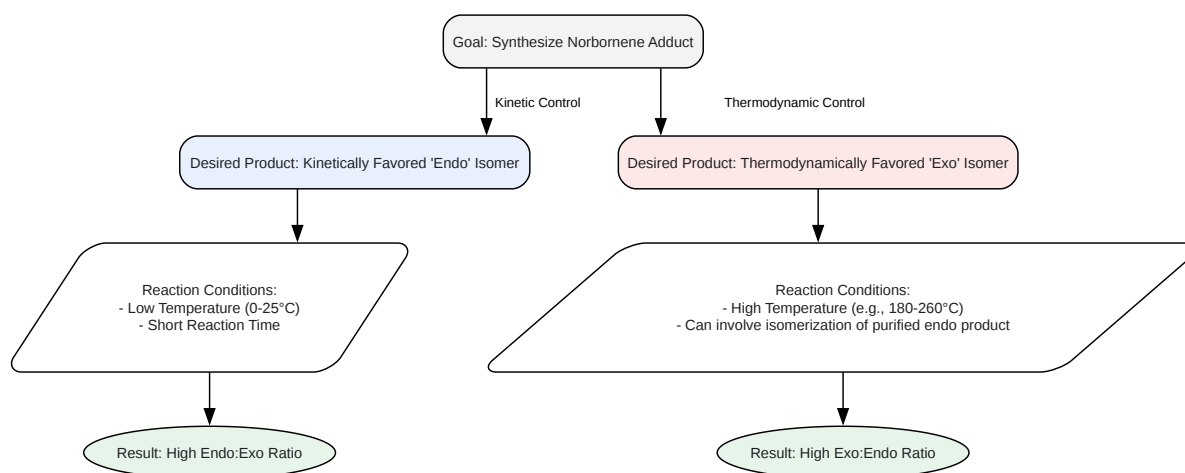 Goal: Synthesize Norbornene Adduct
Kinetic Control
Thermodynamic Control
Desired Product: Kinetically Favored 'Endo' Isomer
Desired Product: Thermodynamically Favored 'Exo' Isomer
Reaction Conditions:
- Low Temperature (0-25°C)
- Short Reaction Time
Reaction Conditions:
- High Temperature (e.g., 180-260°C)
- Can involve isomerization of purified endo product
Result: High Endo:Exo Ratio
Result: High Exo:Endo Ratio